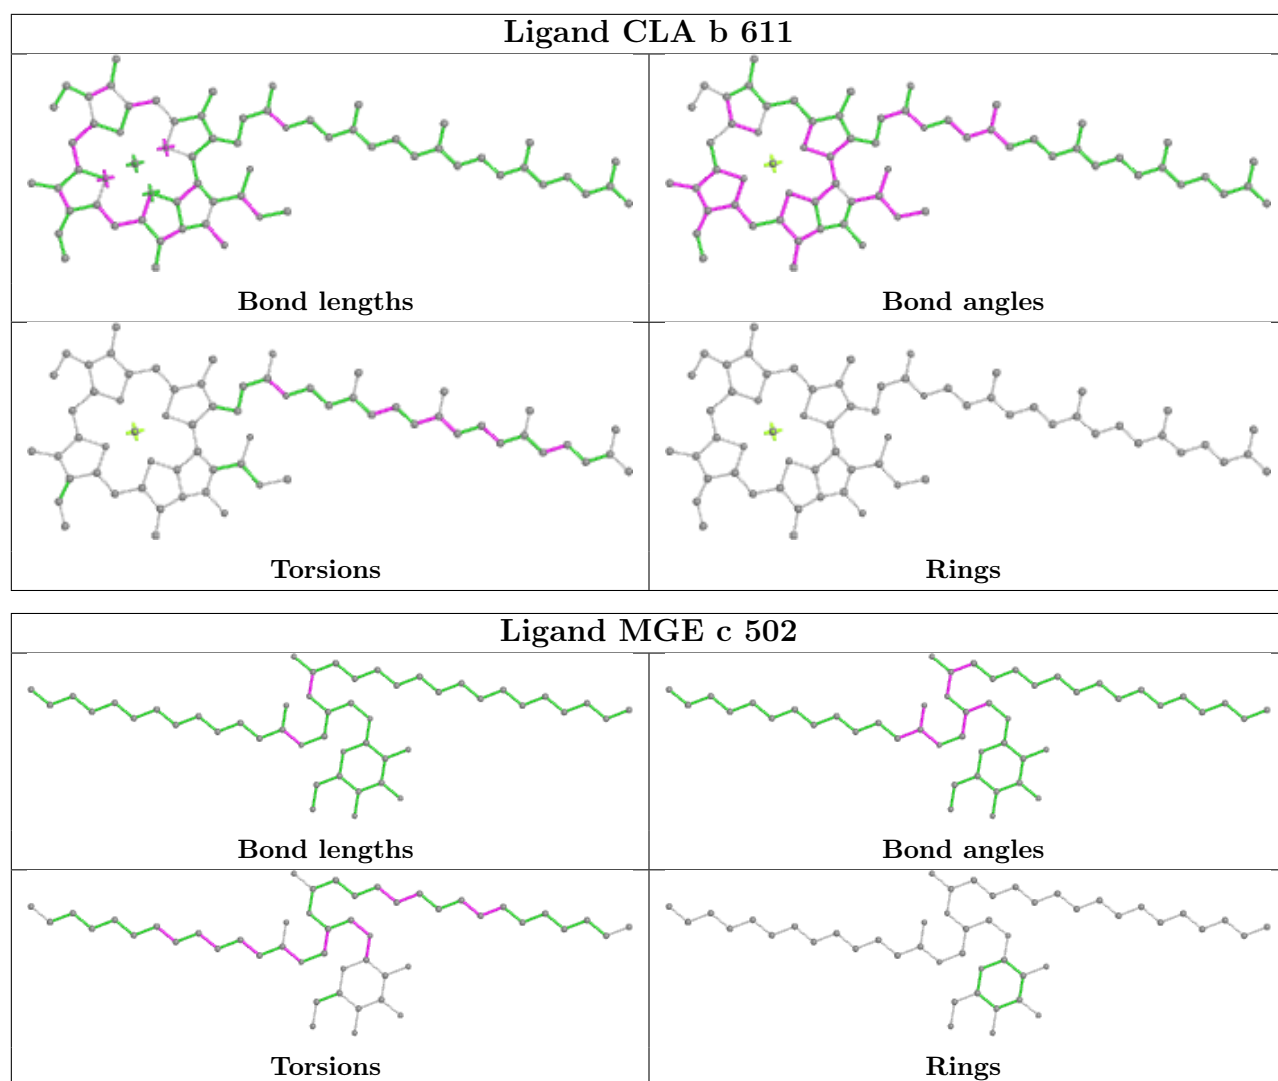 Ligand CLA b 611
Bond lengths
Bond angles
Torsions
Rings
Ligand MGE c 502
Bond lengths
Bond angles
Torsions
Rings